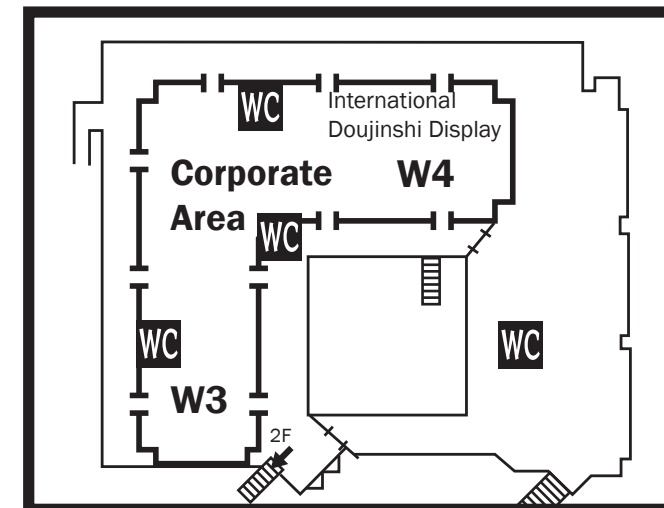 WC
International
Doujinshi Display
Corporate
Area
W4
WC
WC
WC
W3
2F